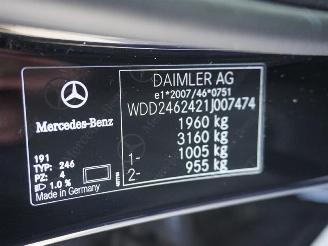 DAIMLER AG
e1*2007/46*0751
WDD2462421J007474
1960 kg
3160 kg
1- 1005 kg
2- 955 kg
Mercedes-Benz
191
TYP: 246
PZ: 4
1.0 %
Made in Germany